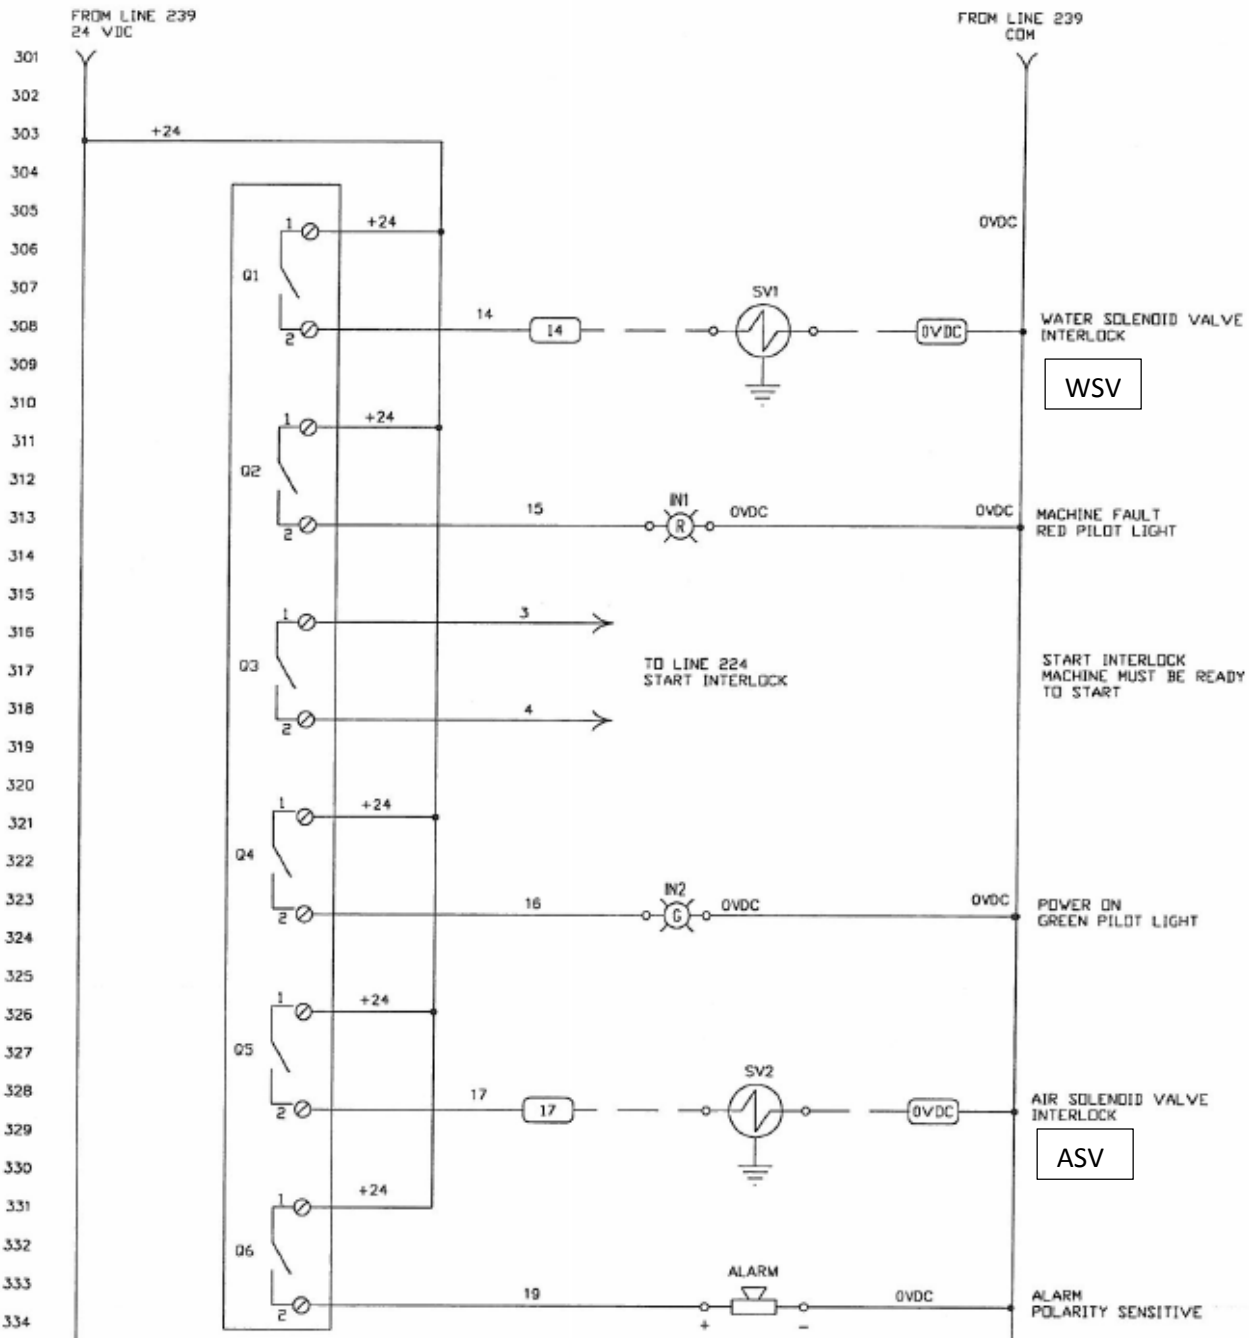 FROM LINE 239
24 VDC
FROM LINE 239
COM
301
302
303
+24
304
305
1
+24
0VDC
306
Q1
307
SV1
308
2
14
14
0VDC
WATER SOLENOID VALVE
INTERLOCK
309
WSV
310
1
+24
311
Q2
312
IN1
313
2
15
R
0VDC
0VDC
MACHINE FAULT
RED PILOT LIGHT
314
315
1
3
316
Q3
317
TO LINE 224
START INTERLOCK
START INTERLOCK
MACHINE MUST BE READY
TO START
318
2
4
319
320
1
+24
321
Q4
322
IN2
323
2
16
G
0VDC
0VDC
POWER ON
GREEN PILOT LIGHT
324
325
1
+24
326
Q5
327
SV2
328
2
17
17
0VDC
AIR SOLENOID VALVE
INTERLOCK
329
ASV
330
1
+24
331
Q6
332
ALARM
333
2
19
+
-
0VDC
ALARM
POLARITY SENSITIVE
334